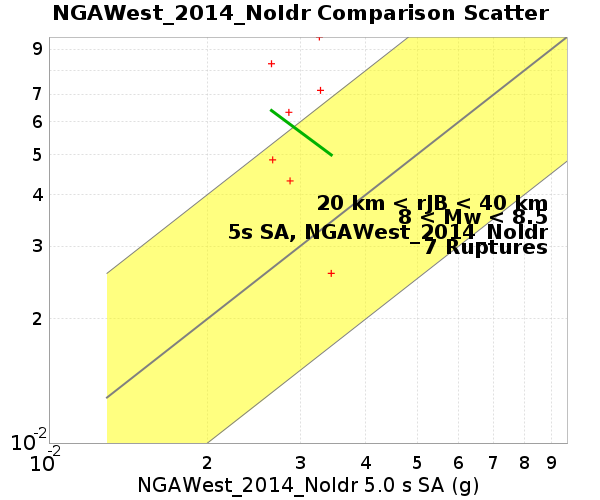 NGAWest_2014_NoIdr Comparison Scatter
9
7
6
5
4
3
2
10-2
20 km < rJB < 40 km
8 < Mw < 8.5
5s SA, NGAWest_2014_NoIdr
7 Ruptures
10-2
2 3 4 5 6 7 8 9
NGAWest_2014_NoIdr 5.0 s SA (g)